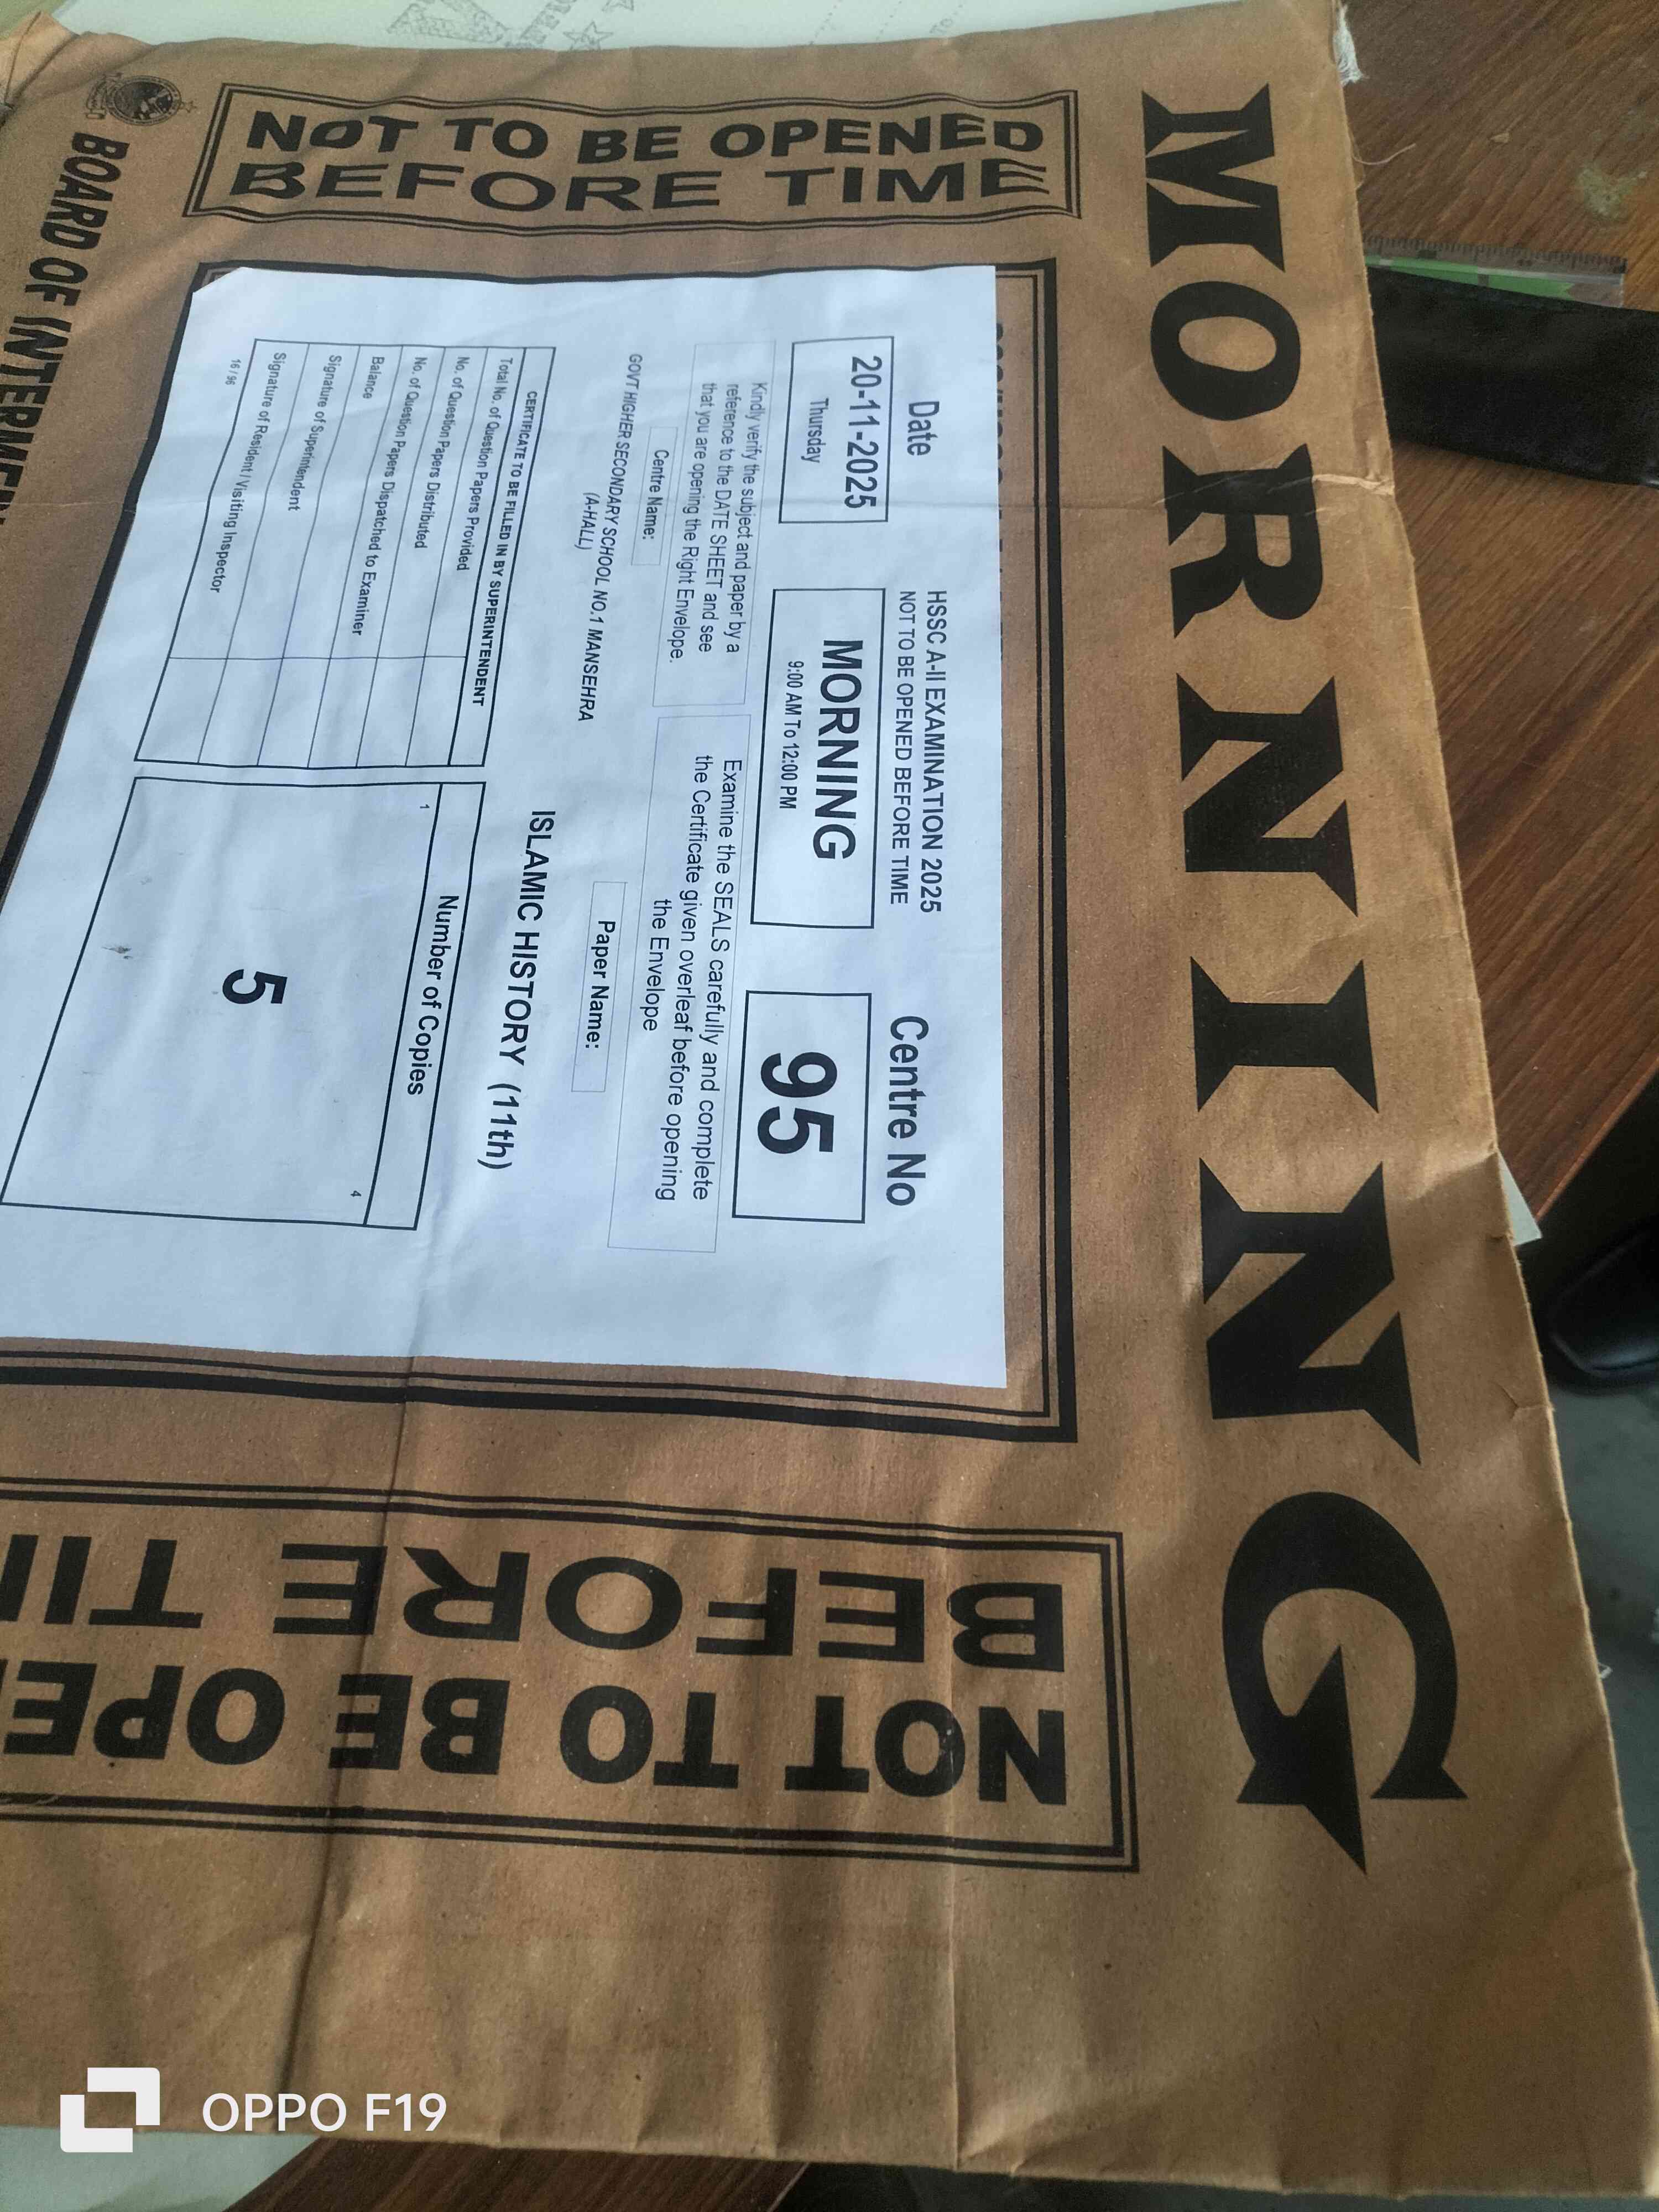 MORNING
NOT TO BE OPENED
BEFORE TIME
Date
20-11-2025
Thursday
HSSC A-II EXAMINATION 2025
NOT TO BE OPENED BEFORE TIME
MORNING
9:00 AM To 12:00 PM
Centre No
95
Kindly verify the subject and paper by a
reference to the DATE SHEET and see
that you are opening the Right Envelope.
Examine the SEALS carefully and complete
the Certificate given overleaf before opening
the Envelope
Centre Name:
GOVT HIGHER SECONDARY SCHOOL NO.1 MANSEHRA
(A-HALL)
Paper Name:
ISLAMIC HISTORY (11th)
CERTIFICATE TO BE FILLED IN BY SUPERINTENDENT
Total No. of Question Papers Provided
No. of Question Papers Distributed
Balance
No. of Question Papers Dispatched to Examiner
Signature of Superintendent
Signature of Resident / Visiting Inspector
16 / 96
Number of Copies
1
5
4
NOT TO BE OPE
BEFORE TI
BOARD OF INTERME
OPPO F19